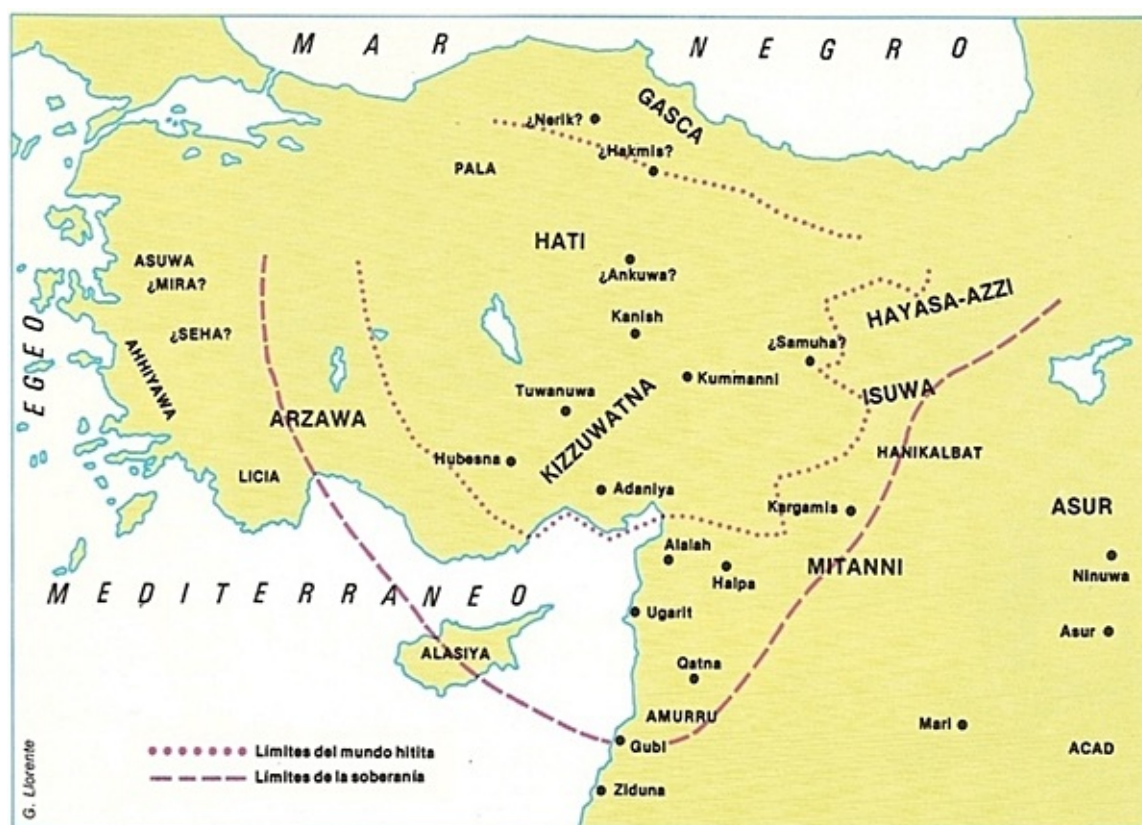 MAR NEGRO
GASCA
¿Nerik?
¿Hakmis?
PALA
HATI
ASUWA
¿MIRA?
¿Ankuwa?
HAYASA-AZZI
EGEO
¿SEHA?
Kanish
¿Samuha?
AHHIYAWA
Kummanni
Tuwanuwa
ISUWA
ARZAWA
KIZZUWATNA
Hubesna
HANIKALBAT
LICIA
Adaniya
Kargamis
ASUR
Alalah
Halpa
MITANNI
Ninuwa
MEDITERRANEO
Ugarit
Asur
ALASIYA
Qatna
AMURRU
Mari
Gubl
ACAD
Límites del mundo hitita
Límites de la soberanía
Ziduna
G. Llorente